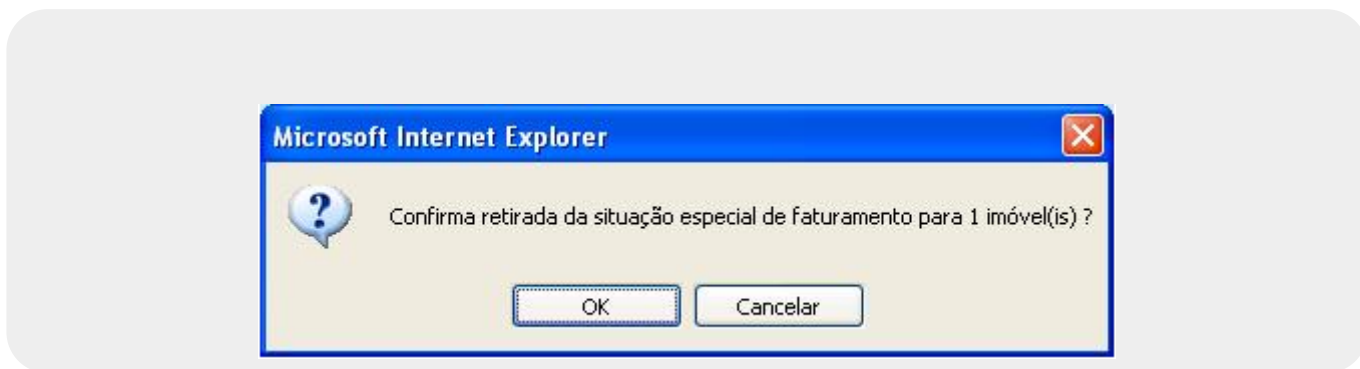 Microsoft Internet Explorer
Confirma retirada da situação especial de faturamento para 1 imóvel(is) ?
OK
Cancelar